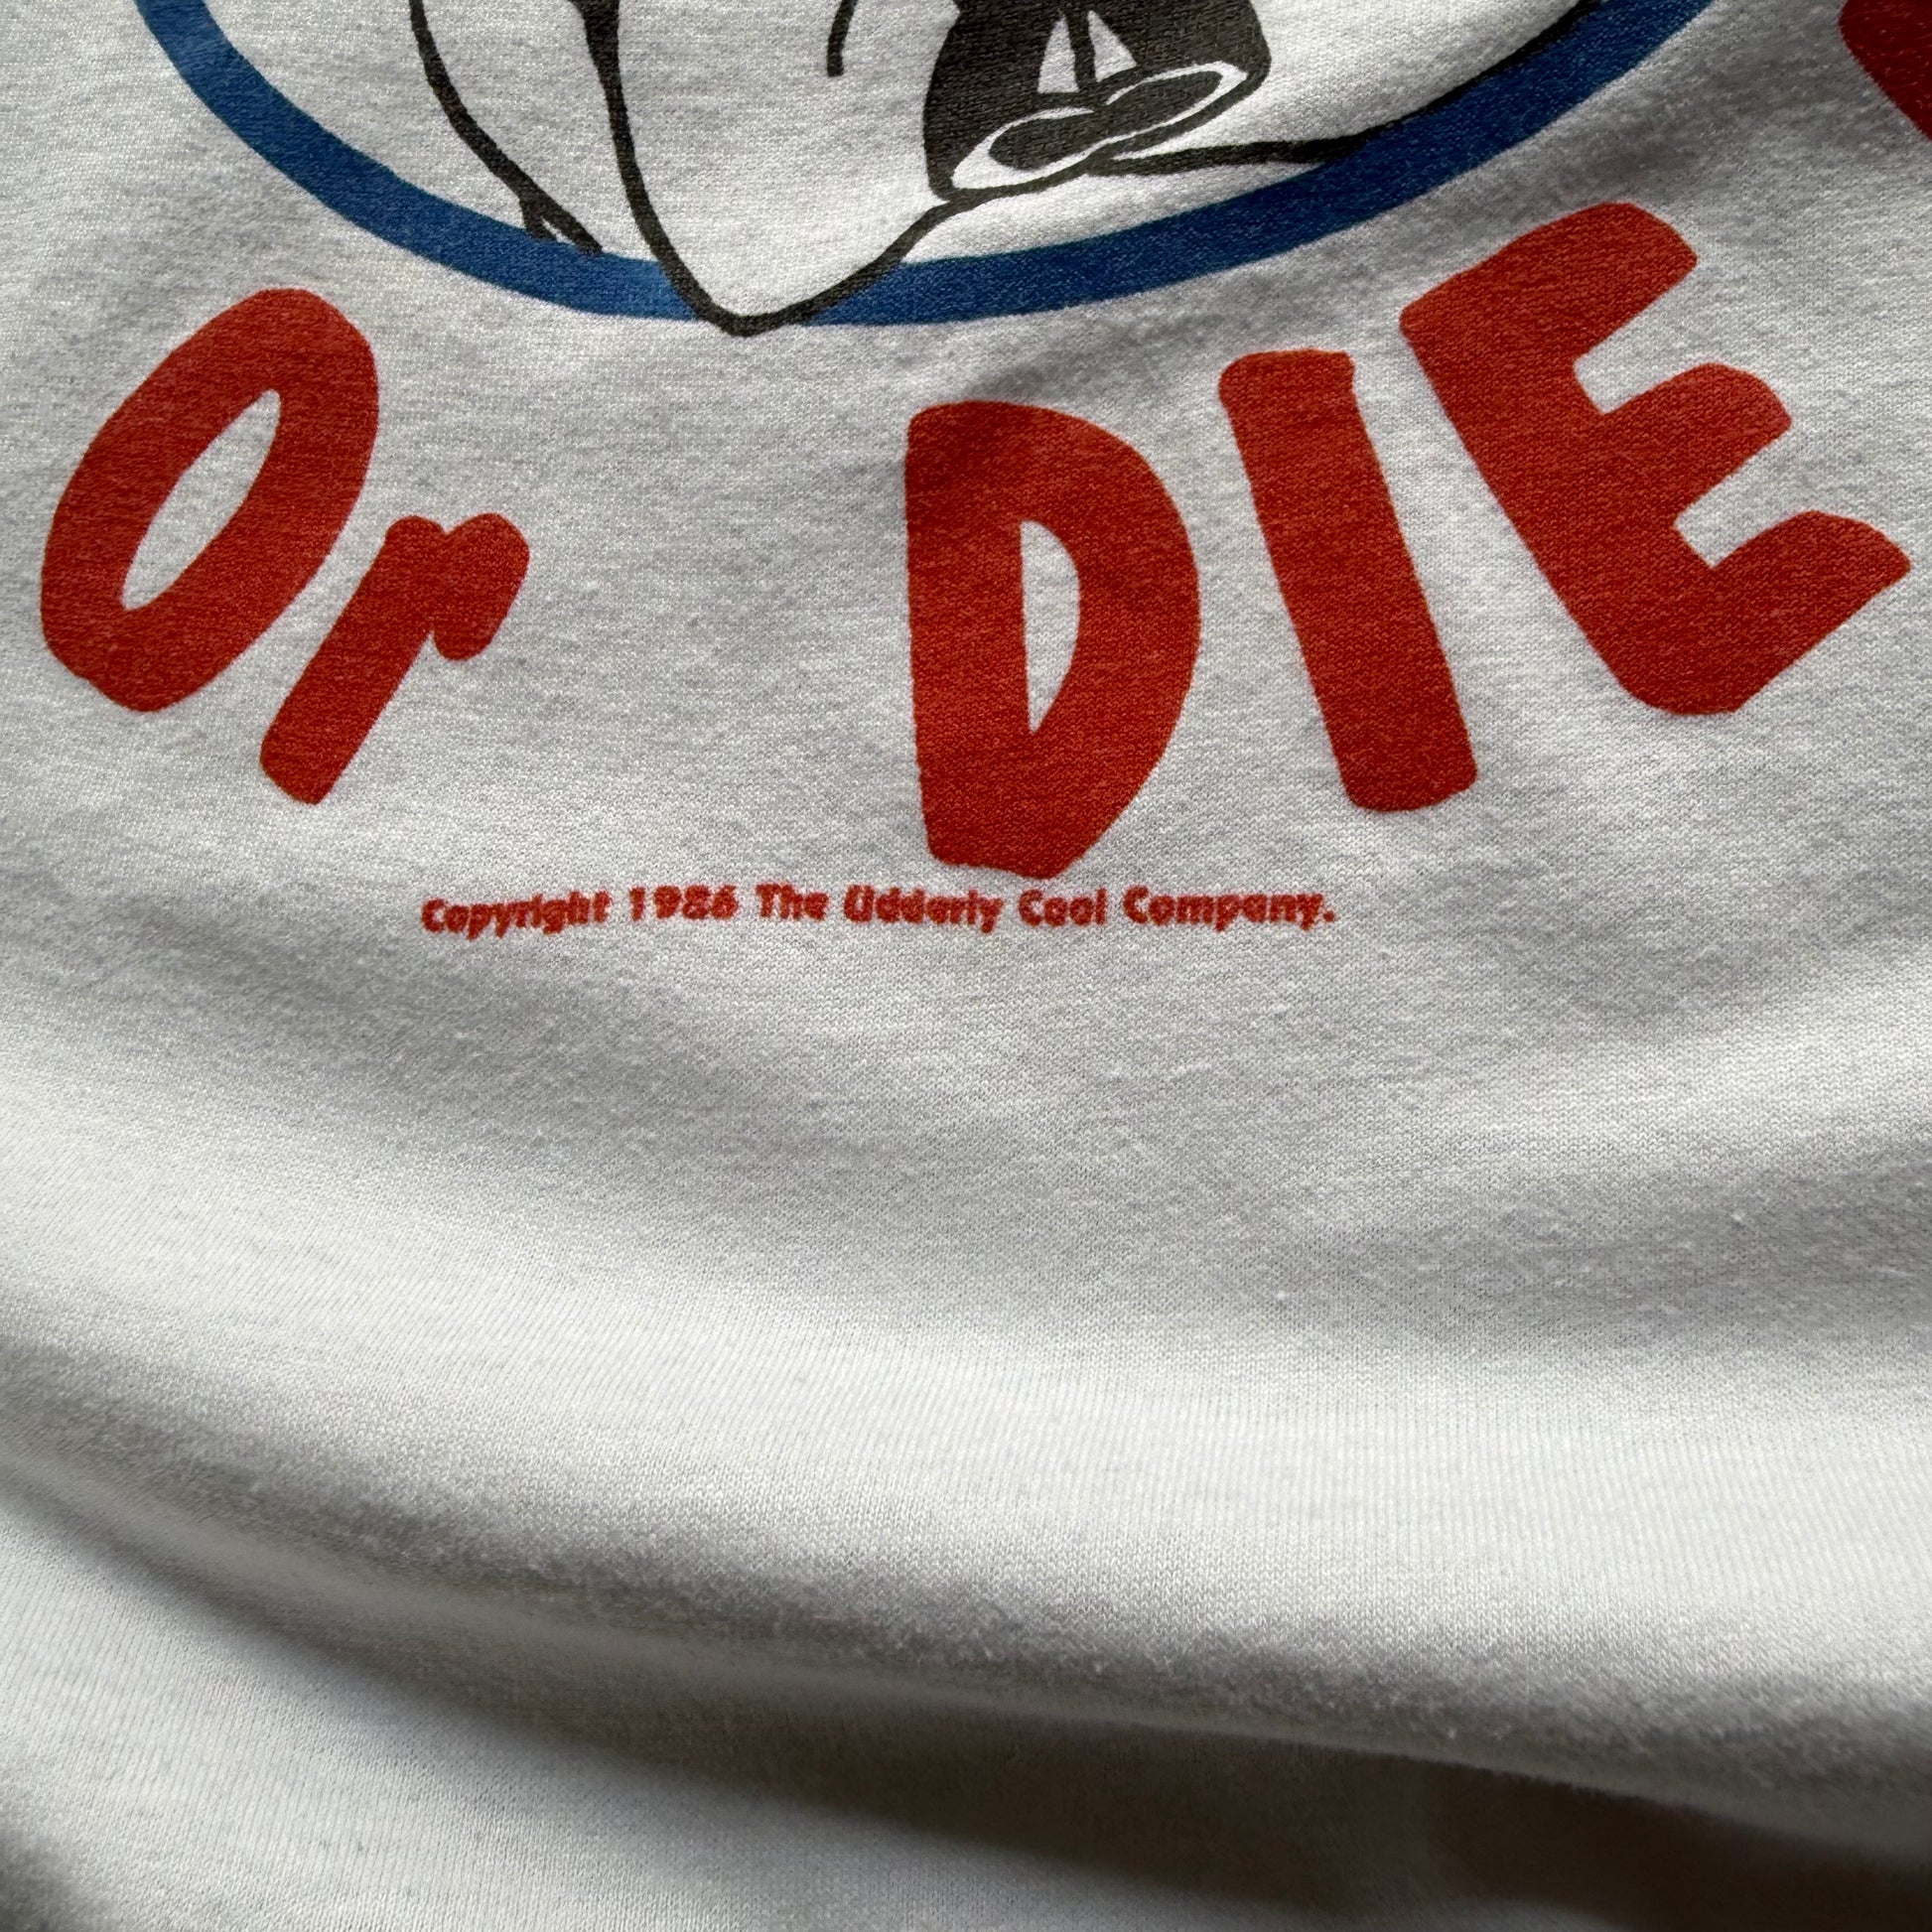 Or DIE
Copyright 1986 The Udderly Cool Company.